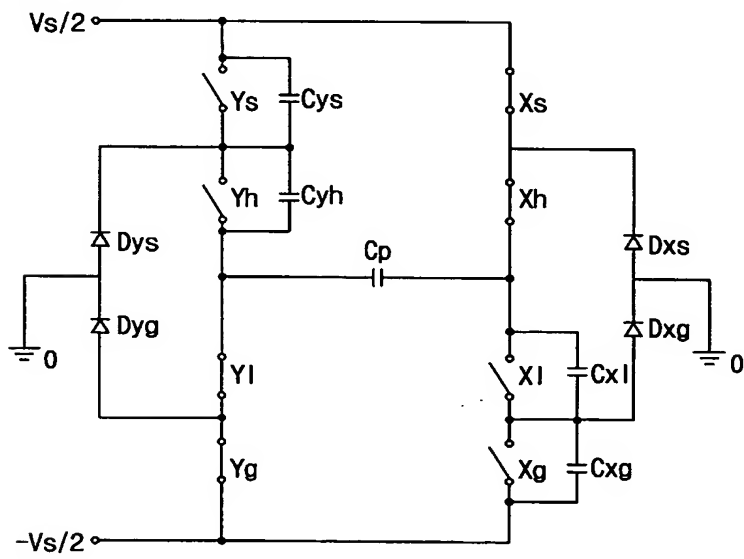 Vs/2
Ys
Cys
Xs
Yh
Cyh
Xh
Dys
Cp
Dxs
Dyg
Dxg
0
0
Yl
Xl
Cxl
Yg
Xg
Cxg
-Vs/2